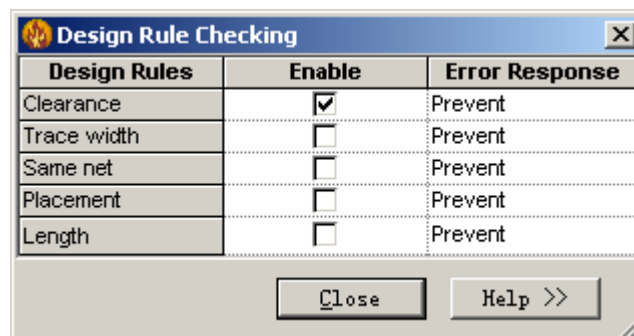 Design Rule Checking
Design Rules Enable Error Response
Clearance Prevent
Trace width Prevent
Same net Prevent
Placement Prevent
Length Prevent
Close Help >>